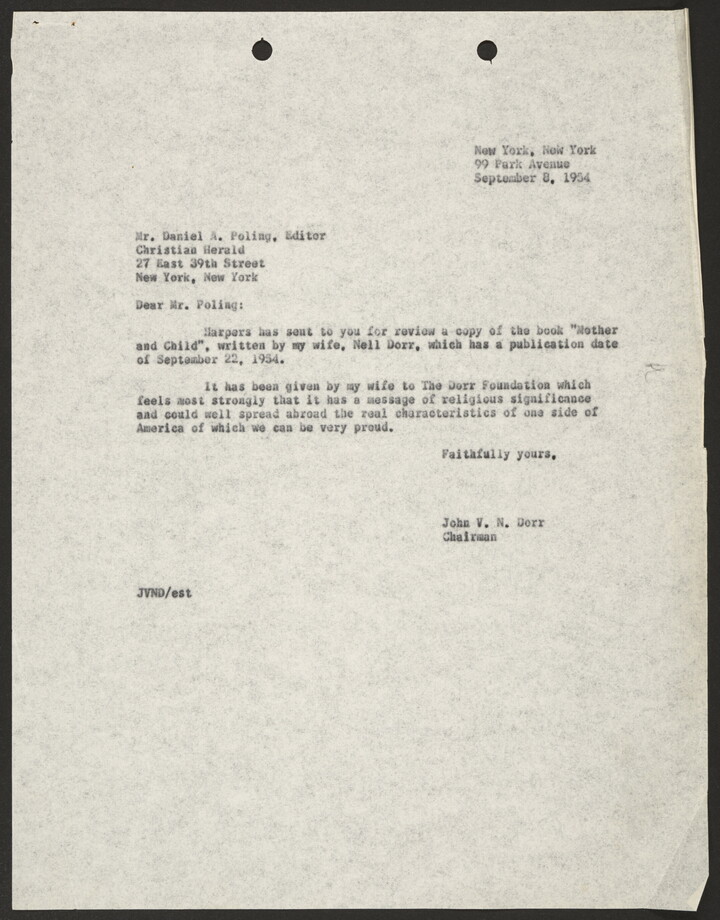 New York, New York
99 Park Avenue
September 8, 1954
Mr. Daniel A. Poling, Editor
Christian Herald
27 East 39th Street
New York, New York
Dear Mr. Poling:
Harpers has sent to you for review a copy of the book "Mother
and Child", written by my wife, Nell Dorr, which has a publication date
of September 22, 1954.
It has been given by my wife to The Dorr Foundation which
feels most strongly that it has a message of religious significance
and could well spread abroad the real characteristics of one side of
America of which we can be very proud.
Faithfully yours,
John V. N. Dorr
Chairman
JVND/est